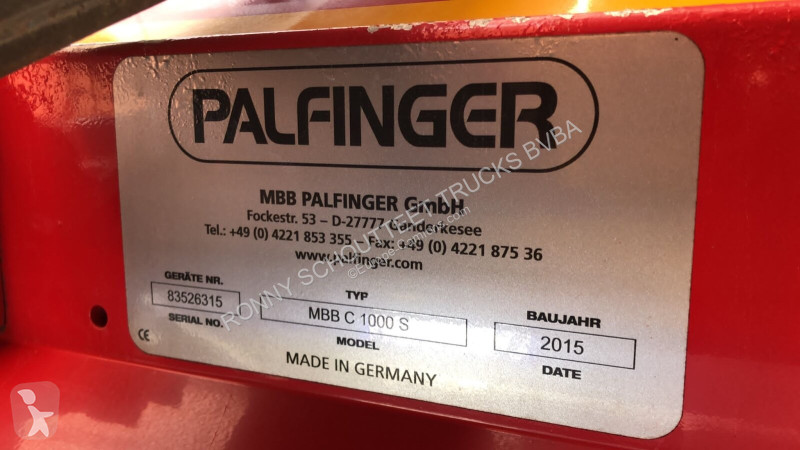 PALFINGER
MBB PALFINGER GmbH
Fockestr. 53 – D-27777 Ganderkesee
Tel.: +49 (0) 4221 853 355 - Fax: +49 (0) 4221 875 36
www.palfinger.com
GERÄTE NR.
83526315
SERIAL NO.
TYP
MBB C 1000 S
MODEL
BAUJAHR
2015
DATE
CE
MADE IN GERMANY
RONNY SCHOUTTEET TRUCKS BVBA